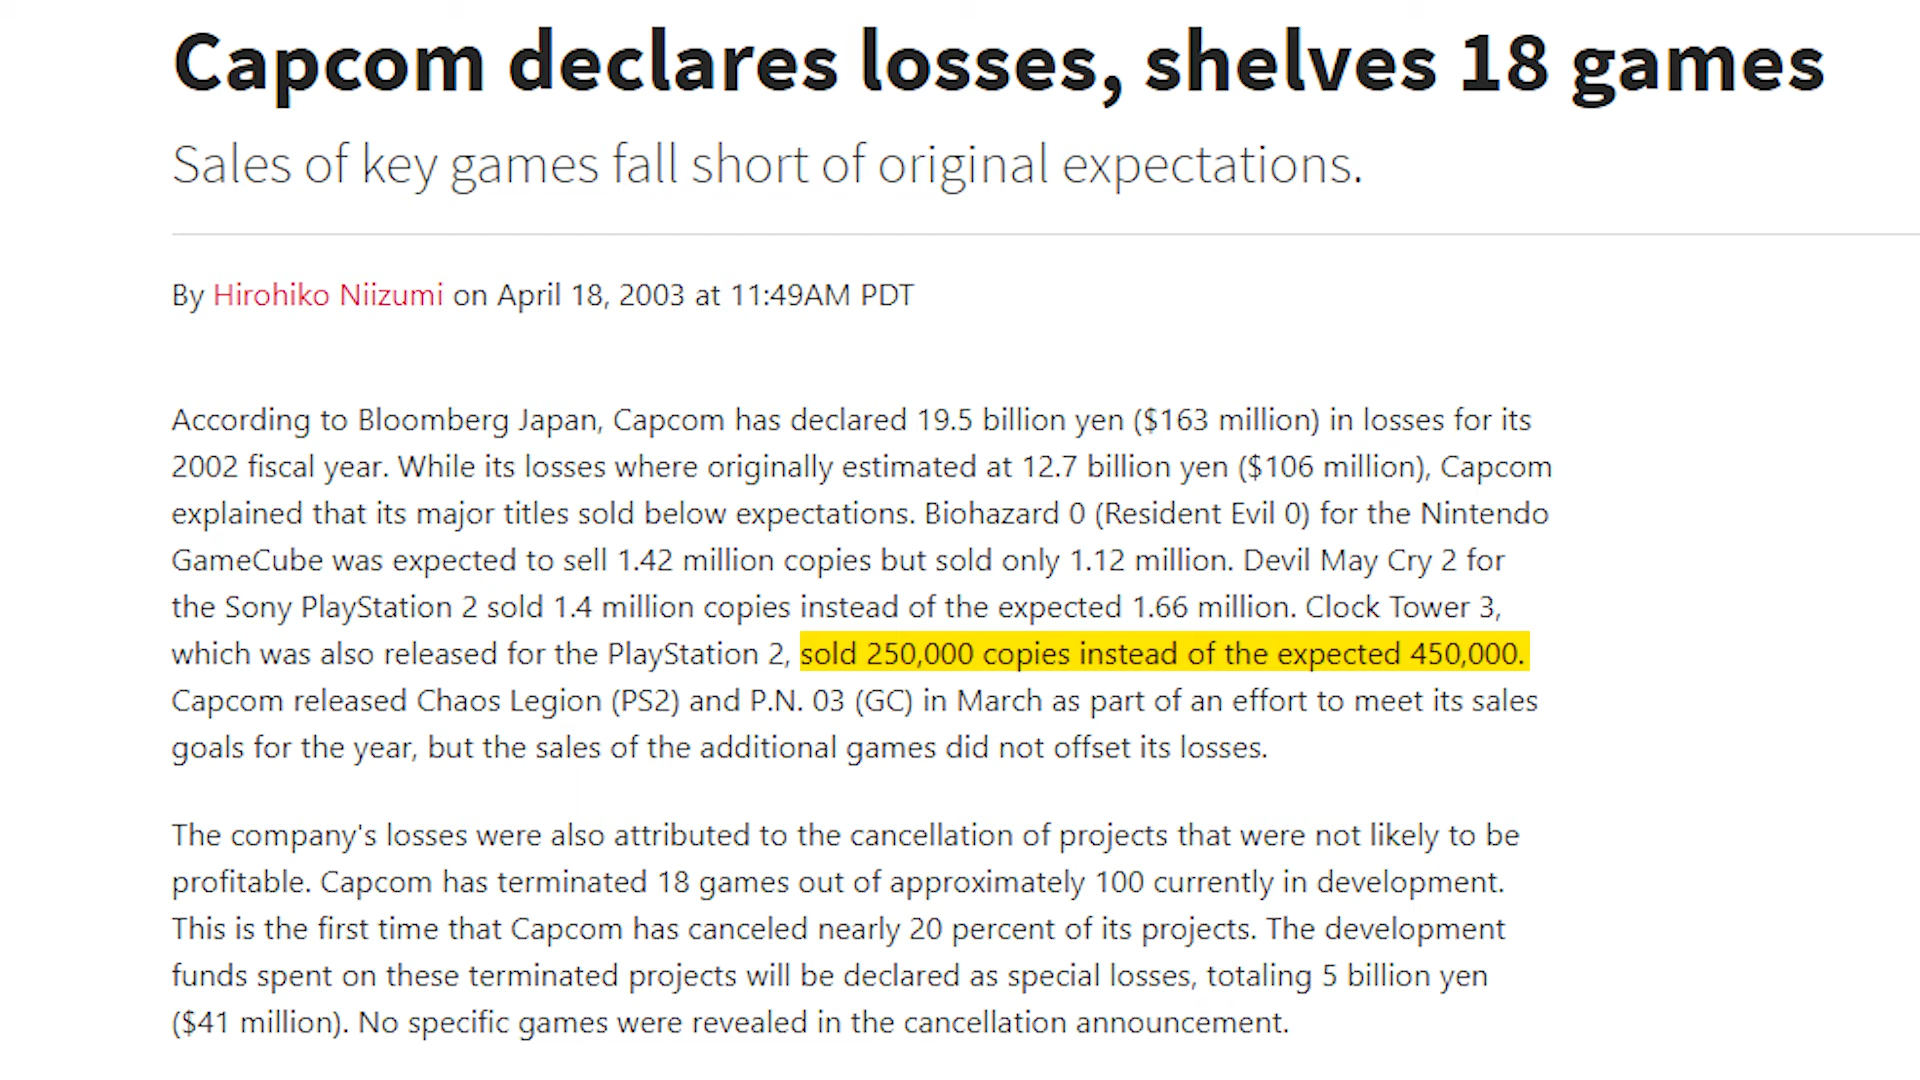 Capcom declares losses, shelves 18 games
Sales of key games fall short of original expectations.
By Hirohiko Niizumi on April 18, 2003 at 11:49AM PDT
According to Bloomberg Japan, Capcom has declared 19.5 billion yen ($163 million) in losses for its
2002 fiscal year. While its losses where originally estimated at 12.7 billion yen ($106 million), Capcom
explained that its major titles sold below expectations. Biohazard 0 (Resident Evil 0) for the Nintendo
GameCube was expected to sell 1.42 million copies but sold only 1.12 million. Devil May Cry 2 for
the Sony PlayStation 2 sold 1.4 million copies instead of the expected 1.66 million. Clock Tower 3,
which was also released for the PlayStation 2, sold 250,000 copies instead of the expected 450,000.
Capcom released Chaos Legion (PS2) and P.N. 03 (GC) in March as part of an effort to meet its sales
goals for the year, but the sales of the additional games did not offset its losses.
The company's losses were also attributed to the cancellation of projects that were not likely to be
profitable. Capcom has terminated 18 games out of approximately 100 currently in development.
This is the first time that Capcom has canceled nearly 20 percent of its projects. The development
funds spent on these terminated projects will be declared as special losses, totaling 5 billion yen
($41 million). No specific games were revealed in the cancellation announcement.